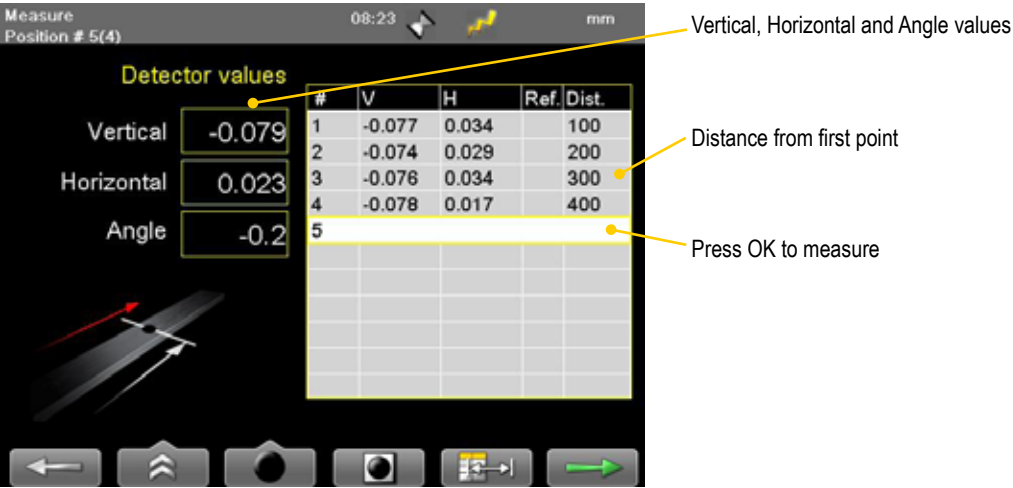 Measure
Position # 5(4)
08:23
mm
Detector values
Vertical -0.079
Horizontal 0.023
Angle -0.2
# V H Ref. Dist.
1 -0.077 0.034 100
2 -0.074 0.029 200
3 -0.076 0.034 300
4 -0.078 0.017 400
5
Vertical, Horizontal and Angle values
Distance from first point
Press OK to measure